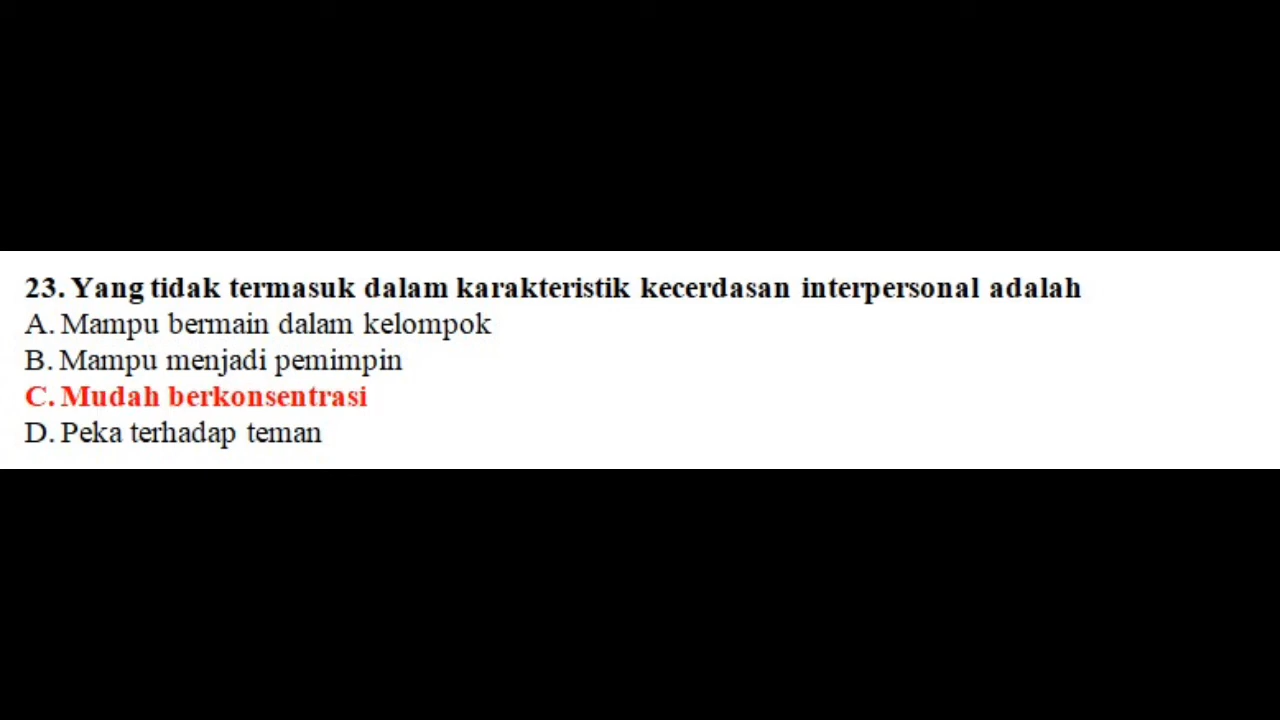 23. Yang tidak termasuk dalam karakteristik kecerdasan interpersonal adalah
A. Mampu bermain dalam kelompok
B. Mampu menjadi pemimpin
C. Mudah berkonsentrasi
D. Peka terhadap teman